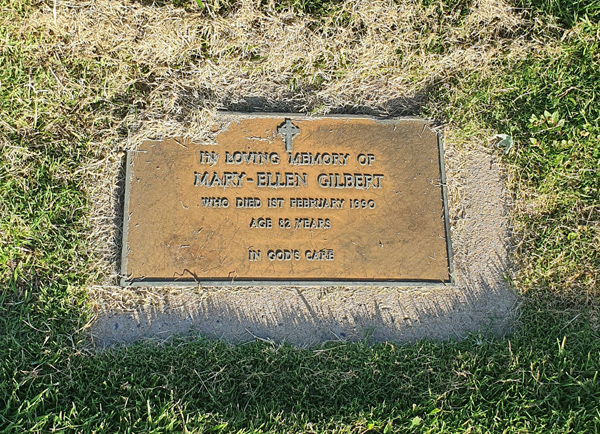 IN LOVING MEMORY OF
MARY-ELLEN GILBERT
WHO DIED 1ST FEBRUARY 1990
AGE 82 YEARS
IN GOD'S CARE